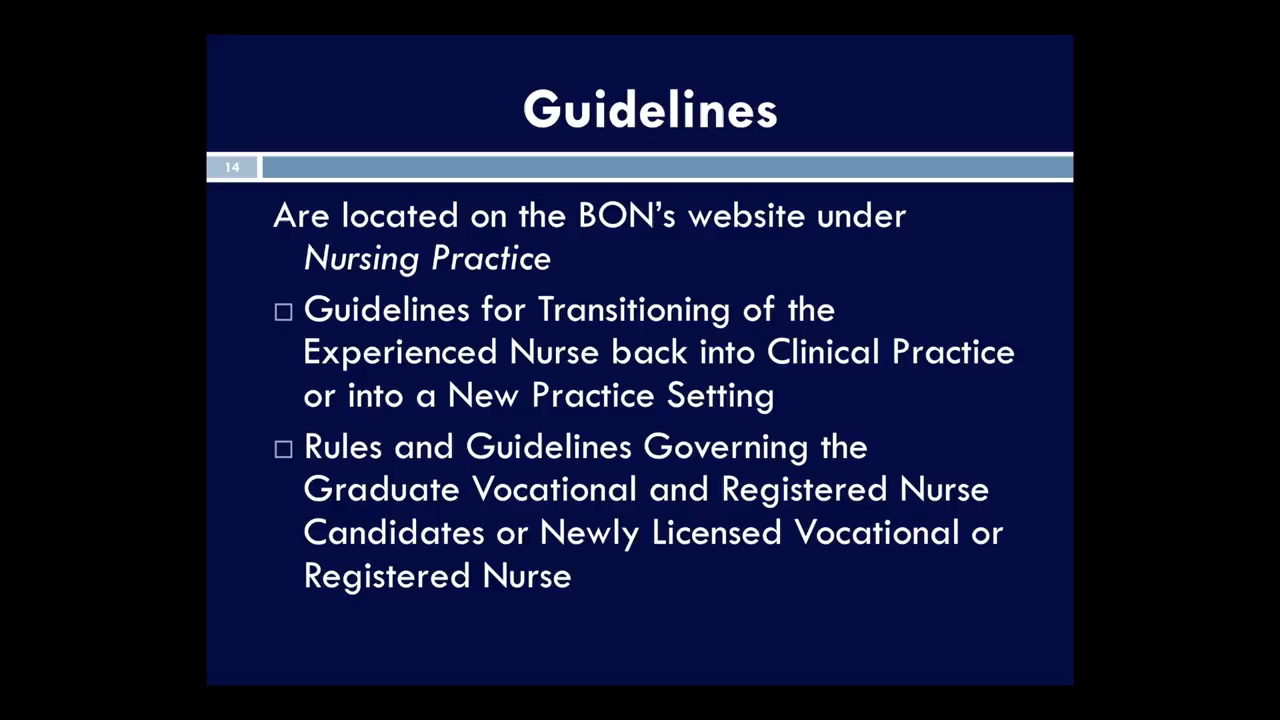 Guidelines
14
Are located on the BON’s website under
Nursing Practice
Guidelines for Transitioning of the
Experienced Nurse back into Clinical Practice
or into a New Practice Setting
Rules and Guidelines Governing the
Graduate Vocational and Registered Nurse
Candidates or Newly Licensed Vocational or
Registered Nurse